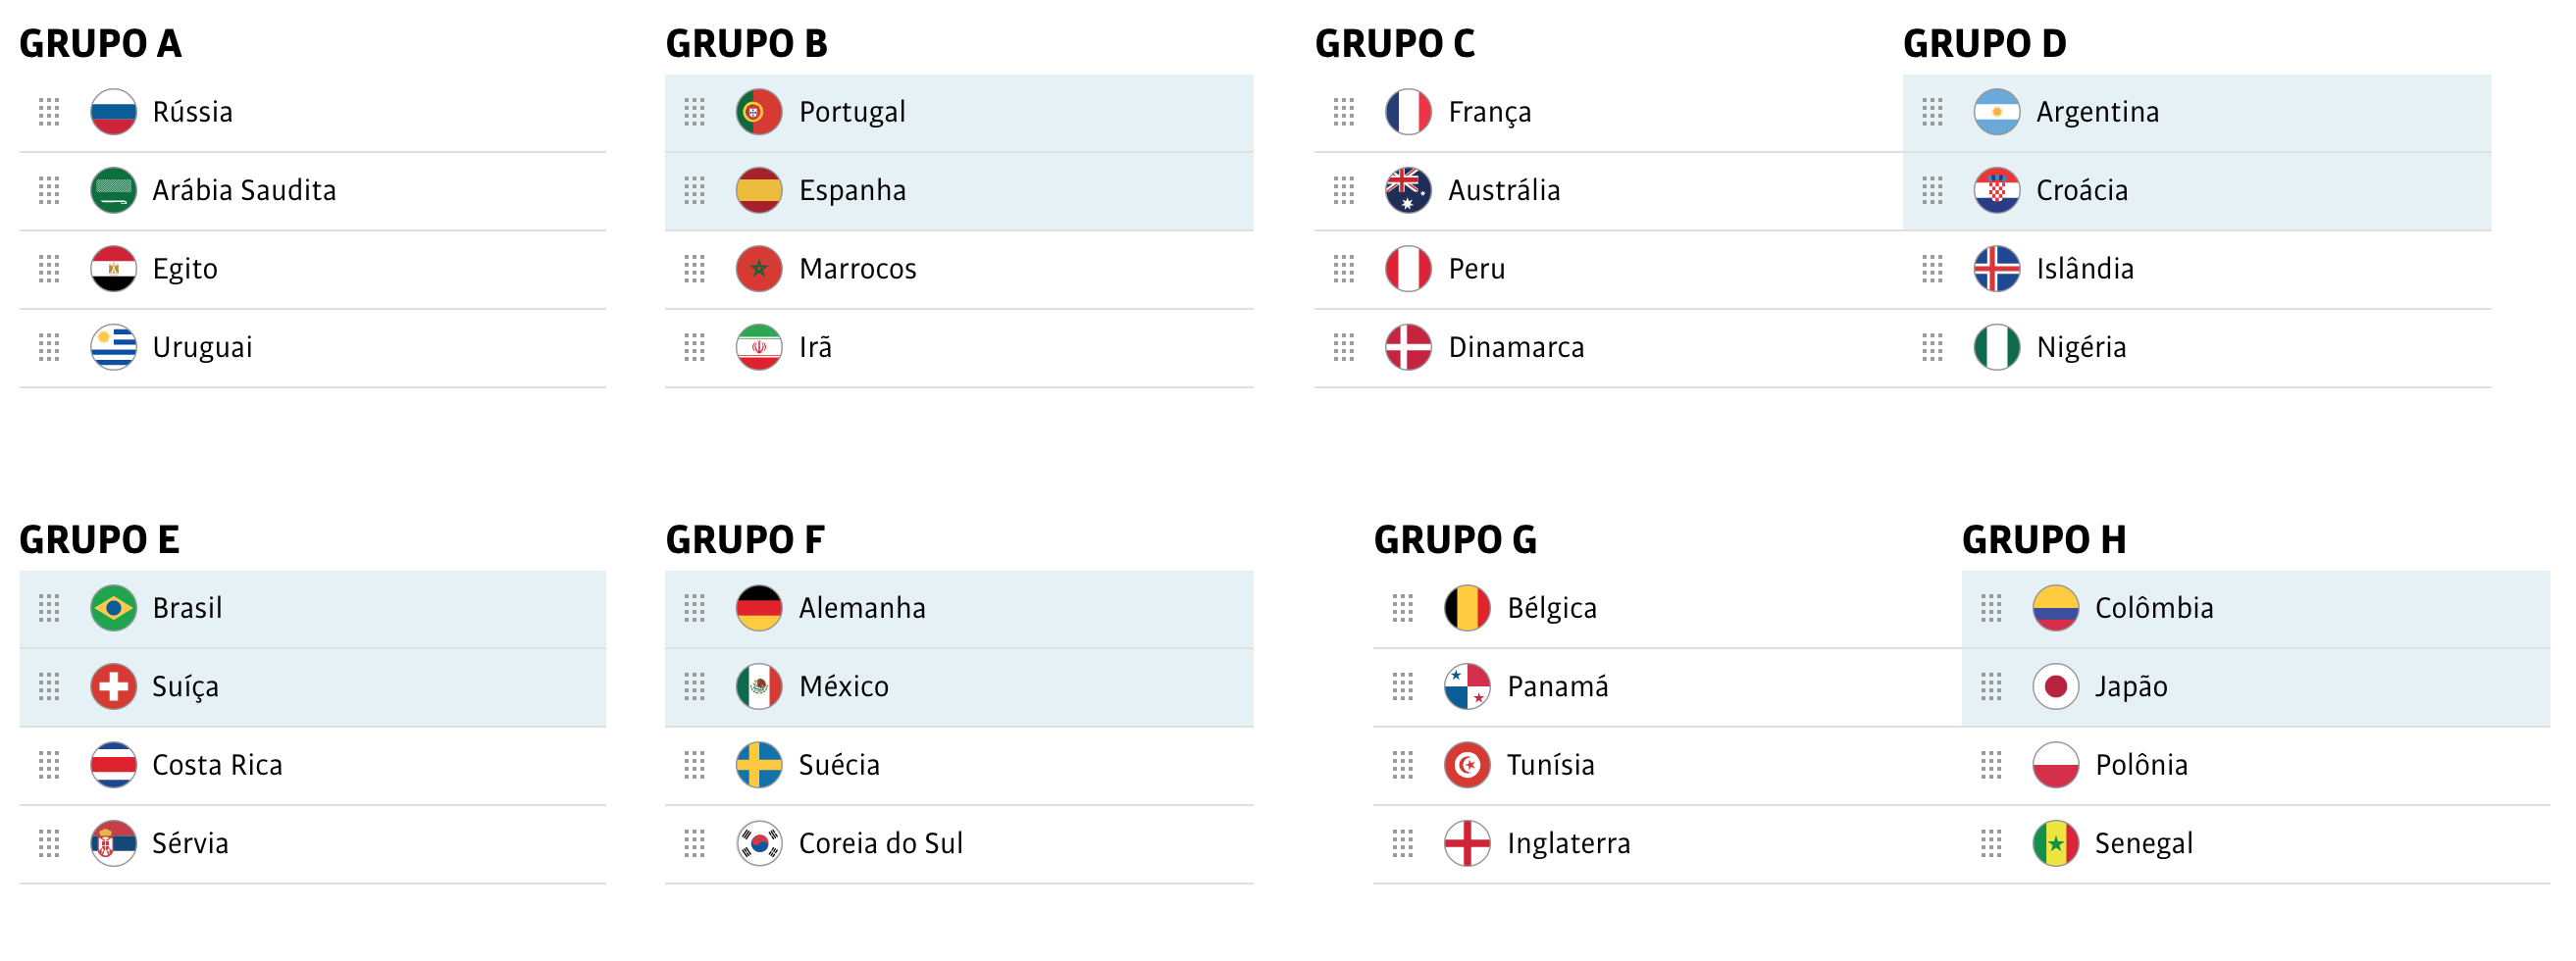 GRUPO A
Rússia
Arábia Saudita
Egito
Uruguai
GRUPO B
Portugal
Espanha
Marrocos
Irã
GRUPO C
França
Austrália
Peru
Dinamarca
GRUPO D
Argentina
Croácia
Islândia
Nigéria
GRUPO E
Brasil
Suíça
Costa Rica
Sérvia
GRUPO F
Alemanha
México
Suécia
Coreia do Sul
GRUPO G
Bélgica
Panamá
Tunísia
Inglaterra
GRUPO H
Colômbia
Japão
Polônia
Senegal